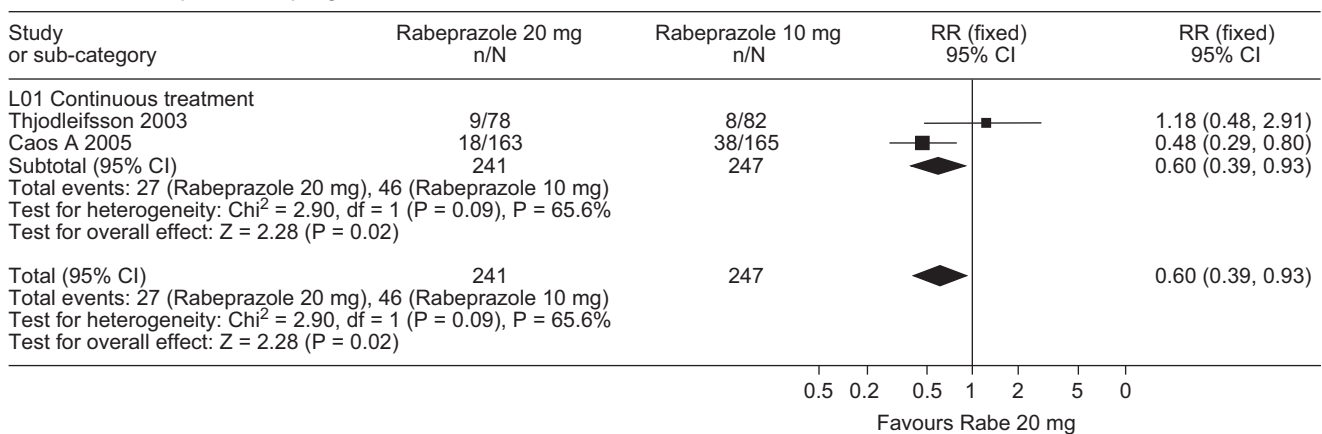 Study Rabeprazole 20 mg Rabeprazole 10 mg RR (fixed) RR (fixed)
or sub-category n/N n/N 95% CI 95% CI
L01 Continuous treatment
Thjodleifsson 2003 9/78 8/82 1.18 (0.48, 2.91)
Caos A 2005 18/163 38/165 0.48 (0.29, 0.80)
Subtotal (95% CI) 241 247 0.60 (0.39, 0.93)
Total events: 27 (Rabeprazole 20 mg), 46 (Rabeprazole 10 mg)
Test for heterogeneity: Chi² = 2.90, df = 1 (P = 0.09), P = 65.6%
Test for overall effect: Z = 2.28 (P = 0.02)
Total (95% CI) 241 247 0.60 (0.39, 0.93)
Total events: 27 (Rabeprazole 20 mg), 46 (Rabeprazole 10 mg)
Test for heterogeneity: Chi² = 2.90, df = 1 (P = 0.09), P = 65.6%
Test for overall effect: Z = 2.28 (P = 0.02)
0.5 0.2 0.5 1 2 5 0
Favours Rabe 20 mg